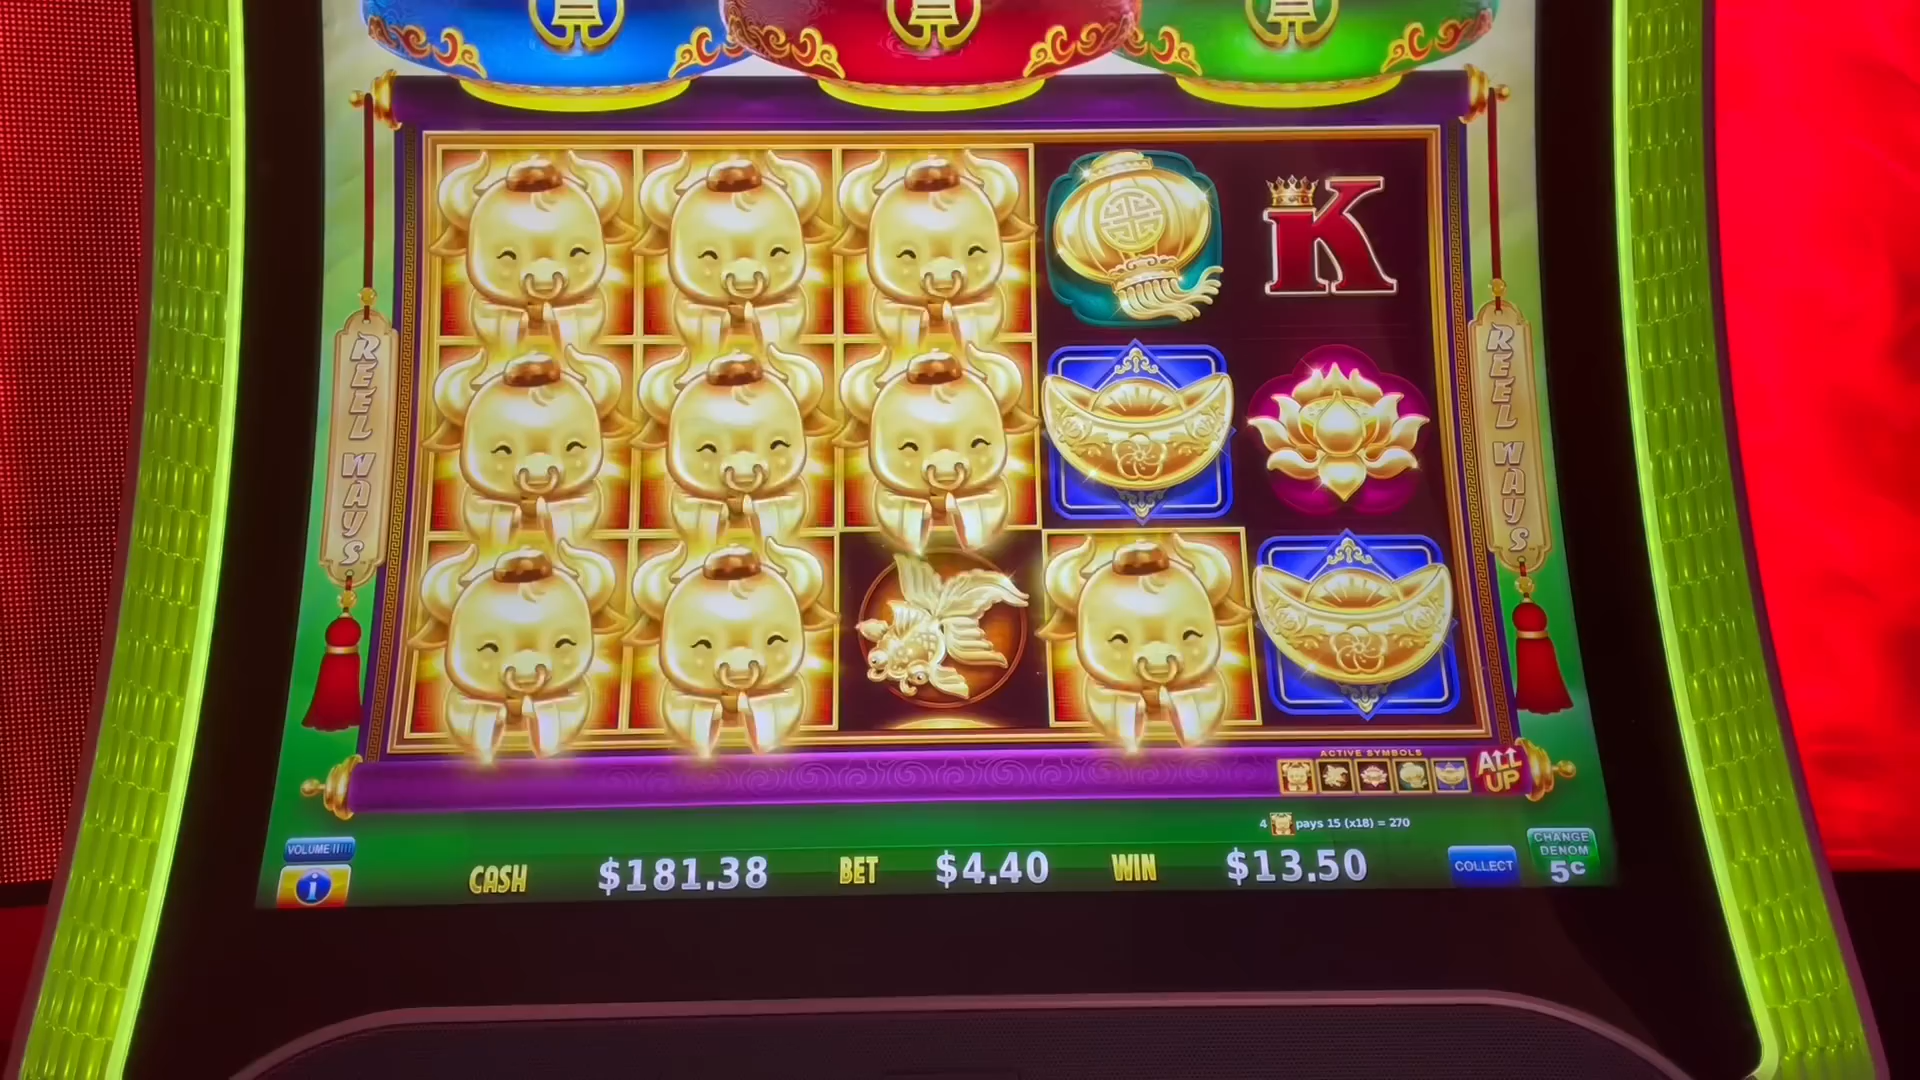 K
REEL WAYS
REEL WAYS
ACTIVE SYMBOLS
ALL
UP
4 pays 15 (x18) = 270
VOLUME
i
CASH $181.38 BET $4.40 WIN $13.50
COLLECT
CHANGE
DENOM
5¢